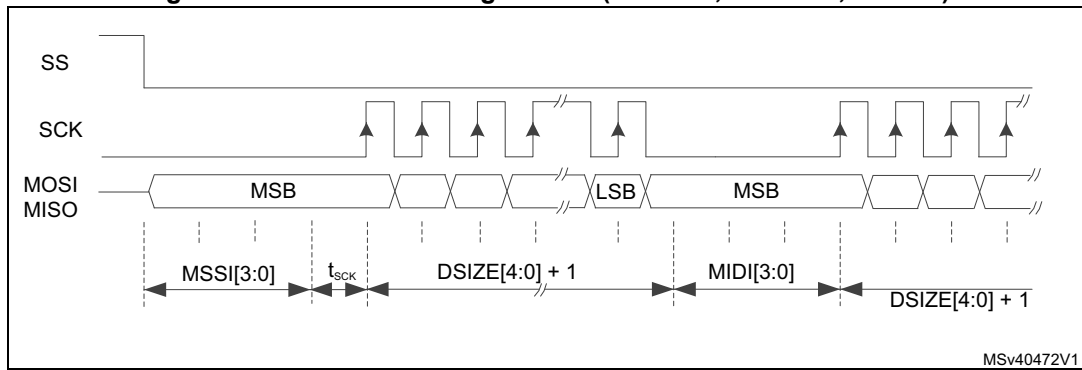 SS
SCK
MOSI
MISO
MSB
LSB
MSB
MSSI[3:0]
tSCK
DSIZE[4:0] + 1
MIDI[3:0]
DSIZE[4:0] + 1
MSv40472V1